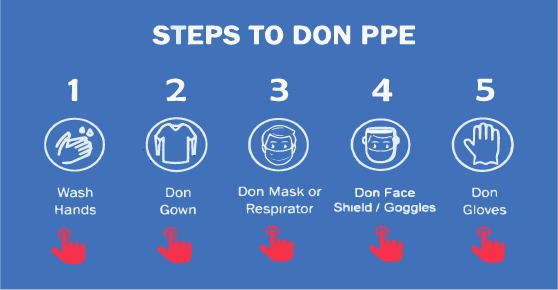 STEPS TO DON PPE
1 2 3 4 5
Wash
Hands
Don
Gown
Don Mask or
Respirator
Don Face
Shield / Goggles
Don
Gloves